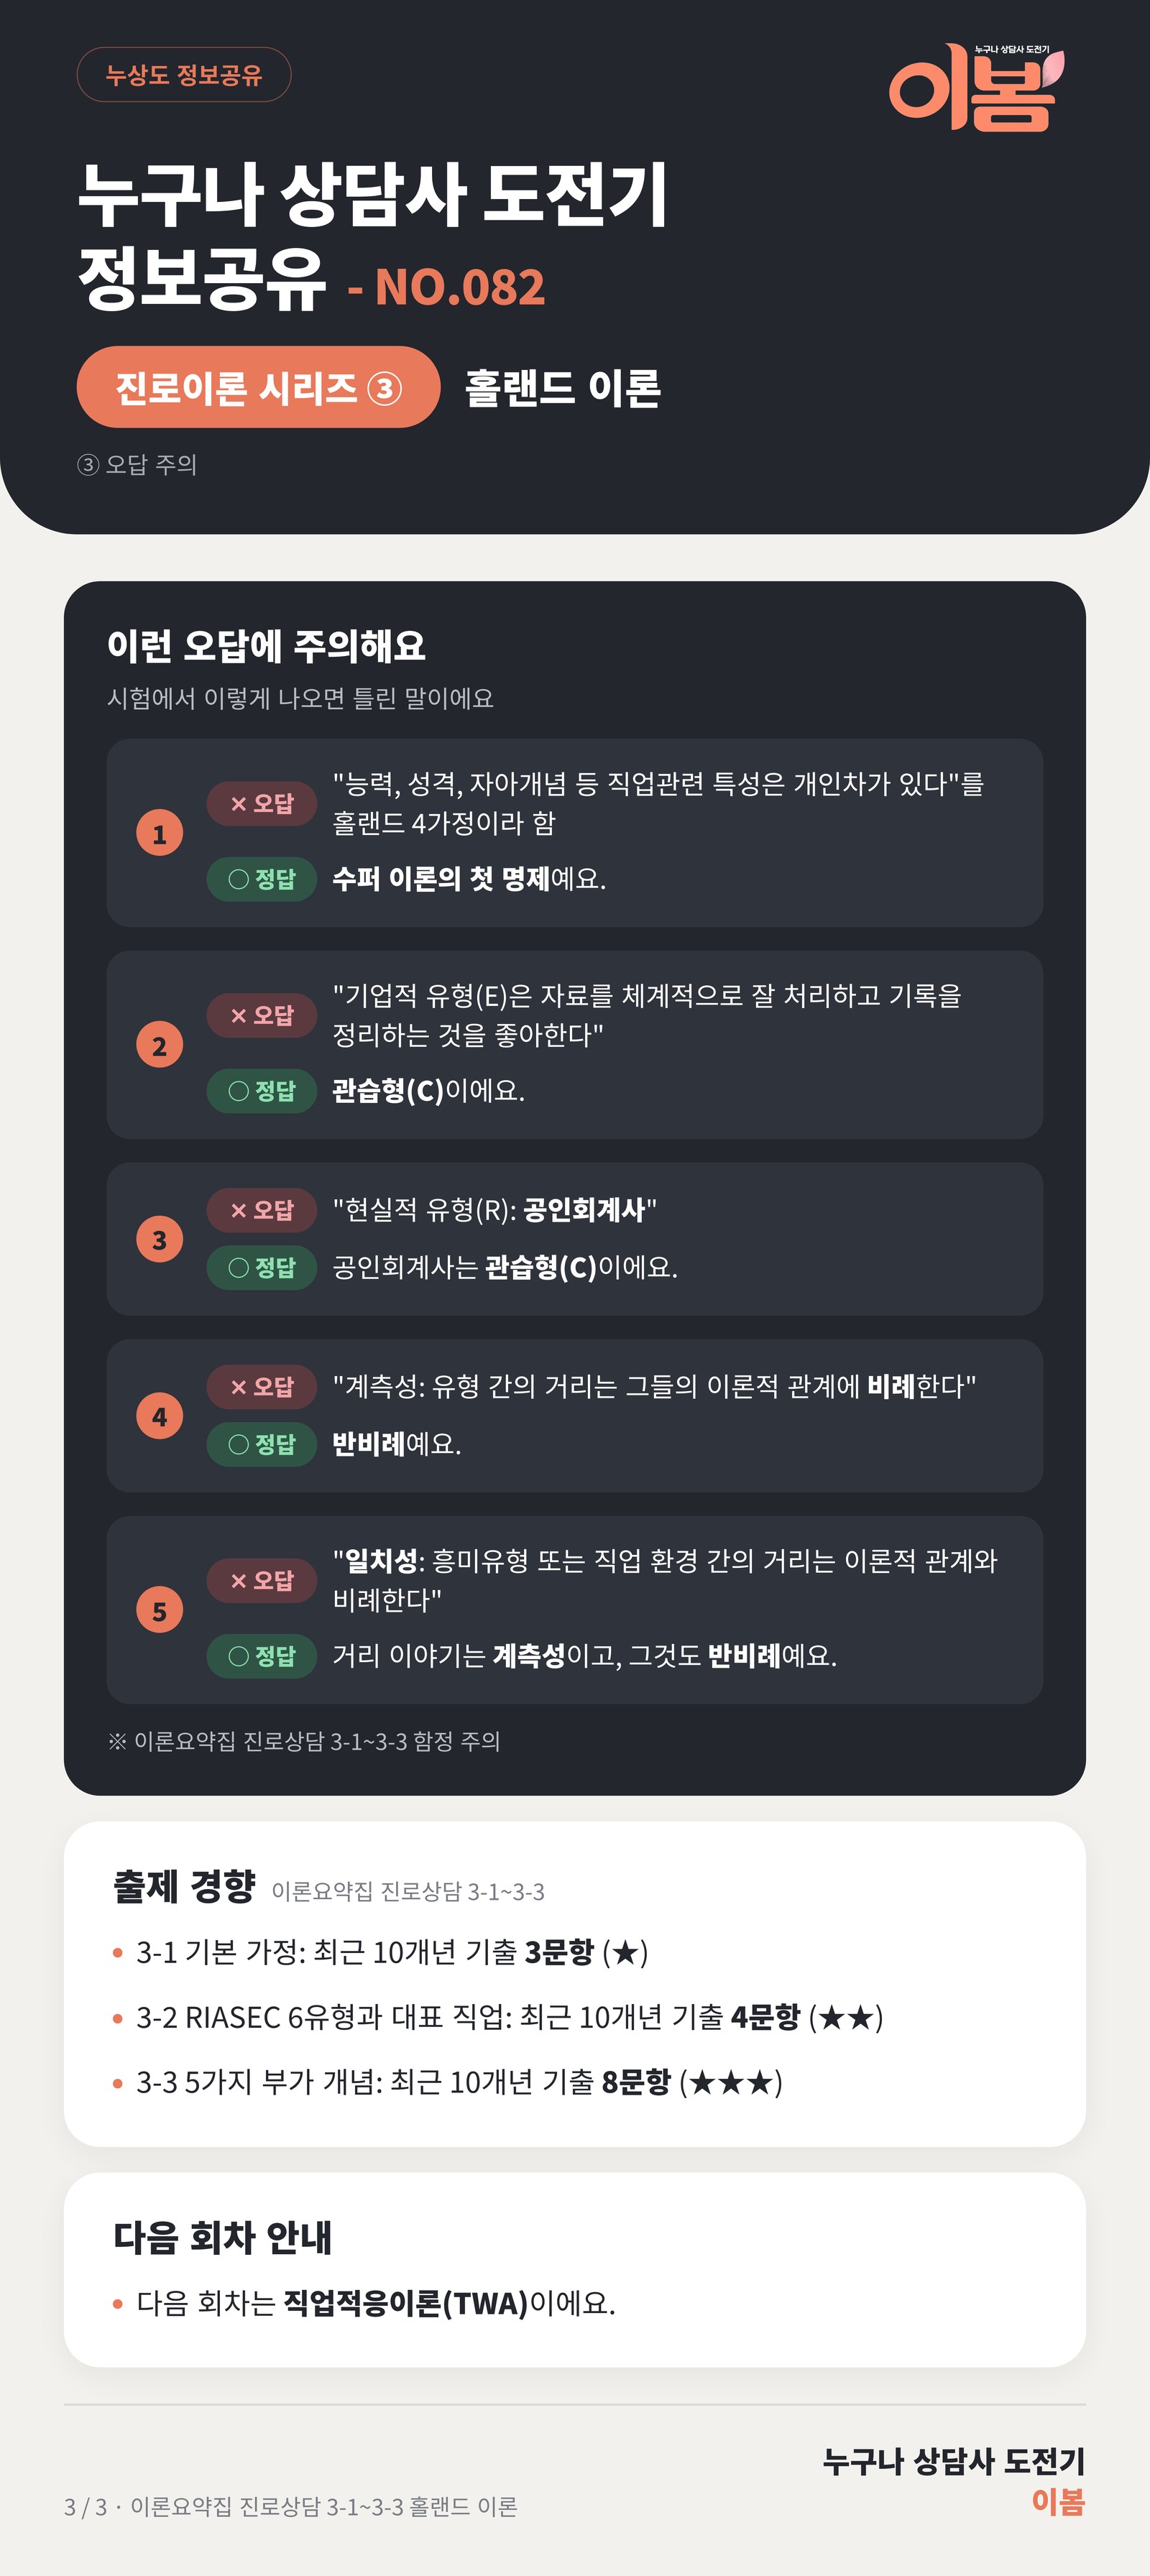 누상도 정보공유
누구나 상담사 도전기
이봄
누구나 상담사 도전기
정보공유 - NO.082
진로이론 시리즈 ③ 홀랜드 이론
③ 오답 주의
이런 오답에 주의해요
시험에서 이렇게 나오면 틀린 말이에요
1
✕ 오답 "능력, 성격, 자아개념 등 직업관련 특성은 개인차가 있다"를
홀랜드 4가정이라 함
○ 정답 수퍼 이론의 첫 명제예요.
2
✕ 오답 "기업적 유형(E)은 자료를 체계적으로 잘 처리하고 기록을
정리하는 것을 좋아한다"
○ 정답 관습형(C)이에요.
3
✕ 오답 "현실적 유형(R): 공인회계사"
○ 정답 공인회계사는 관습형(C)이에요.
4
✕ 오답 "계측성: 유형 간의 거리는 그들의 이론적 관계에 비례한다"
○ 정답 반비례예요.
5
✕ 오답 "일치성: 흥미유형 또는 직업 환경 간의 거리는 이론적 관계와
비례한다"
○ 정답 거리 이야기는 계측성이고, 그것도 반비례예요.
※ 이론요약집 진로상담 3-1~3-3 함정 주의
출제 경향 이론요약집 진로상담 3-1~3-3
• 3-1 기본 가정: 최근 10개년 기출 3문항 (★)
• 3-2 RIASEC 6유형과 대표 직업: 최근 10개년 기출 4문항 (★★)
• 3-3 5가지 부가 개념: 최근 10개년 기출 8문항 (★★★)
다음 회차 안내
• 다음 회차는 직업적응이론(TWA)이에요.
누구나 상담사 도전기
3 / 3 · 이론요약집 진로상담 3-1~3-3 홀랜드 이론
이봄